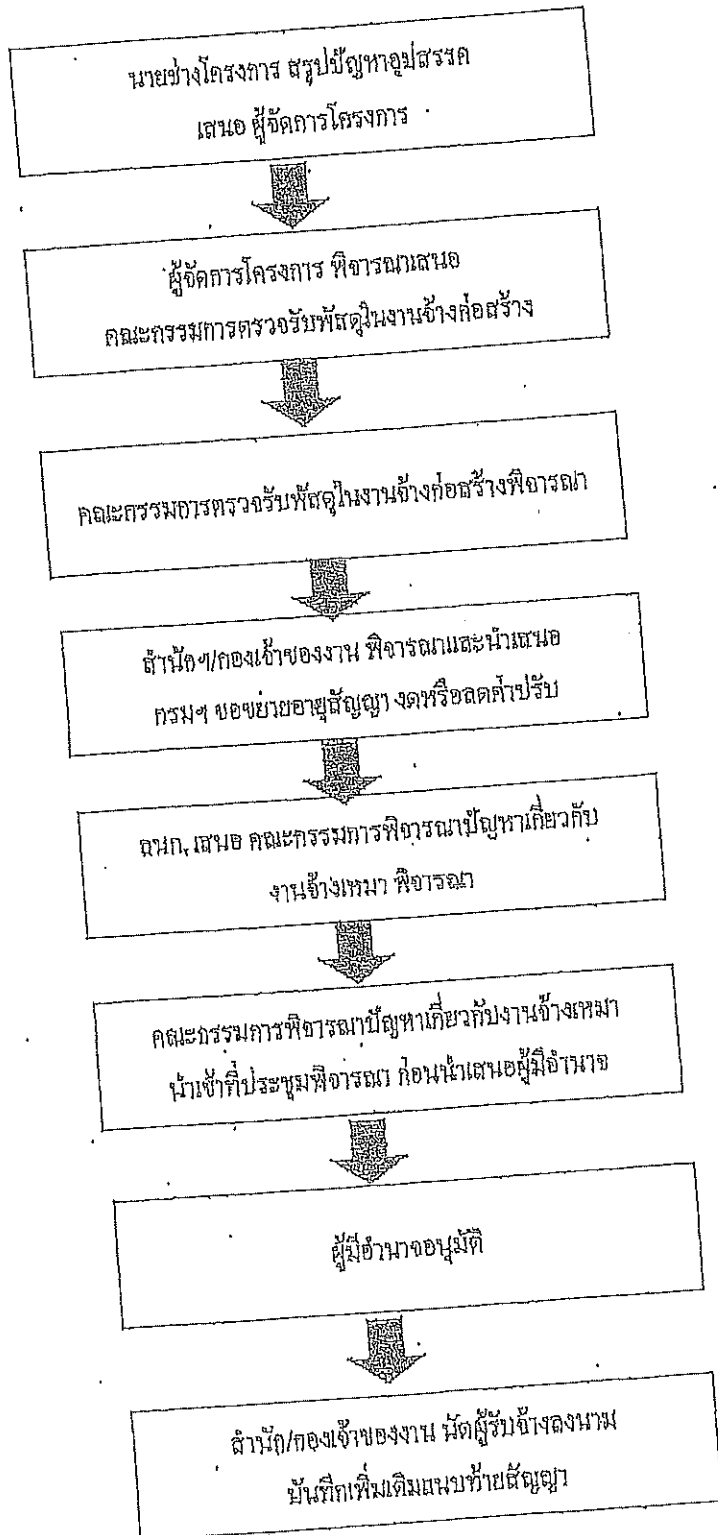 นายช่างโครงการ สรุปปัญหาอุปสรรค
เสนอ ผู้จัดการโครงการ
ผู้จัดการโครงการ พิจารณาเสนอ
คณะกรรมการตรวจรับพัสดุในงานจ้างก่อสร้าง
คณะกรรมการตรวจรับพัสดุในงานจ้างก่อสร้างพิจารณา
สำนักฯ/กองเจ้าของงาน พิจารณาและนำเสนอ
กรมฯ ขอขยายอายุสัญญา งดหรือลดค่าปรับ
สนก. เสนอ คณะกรรมการพิจารณาปัญหาเกี่ยวกับ
งานจ้างเหมา พิจารณา
คณะกรรมการพิจารณาปัญหาเกี่ยวกับงานจ้างเหมา
นำเข้าที่ประชุมพิจารณา ก่อนนำเสนอผู้มีอำนาจ
ผู้มีอำนาจอนุมัติ
สำนัก/กองเจ้าของงาน นัดผู้รับจ้างลงนาม
บันทึกเพิ่มเติมแนบท้ายสัญญา